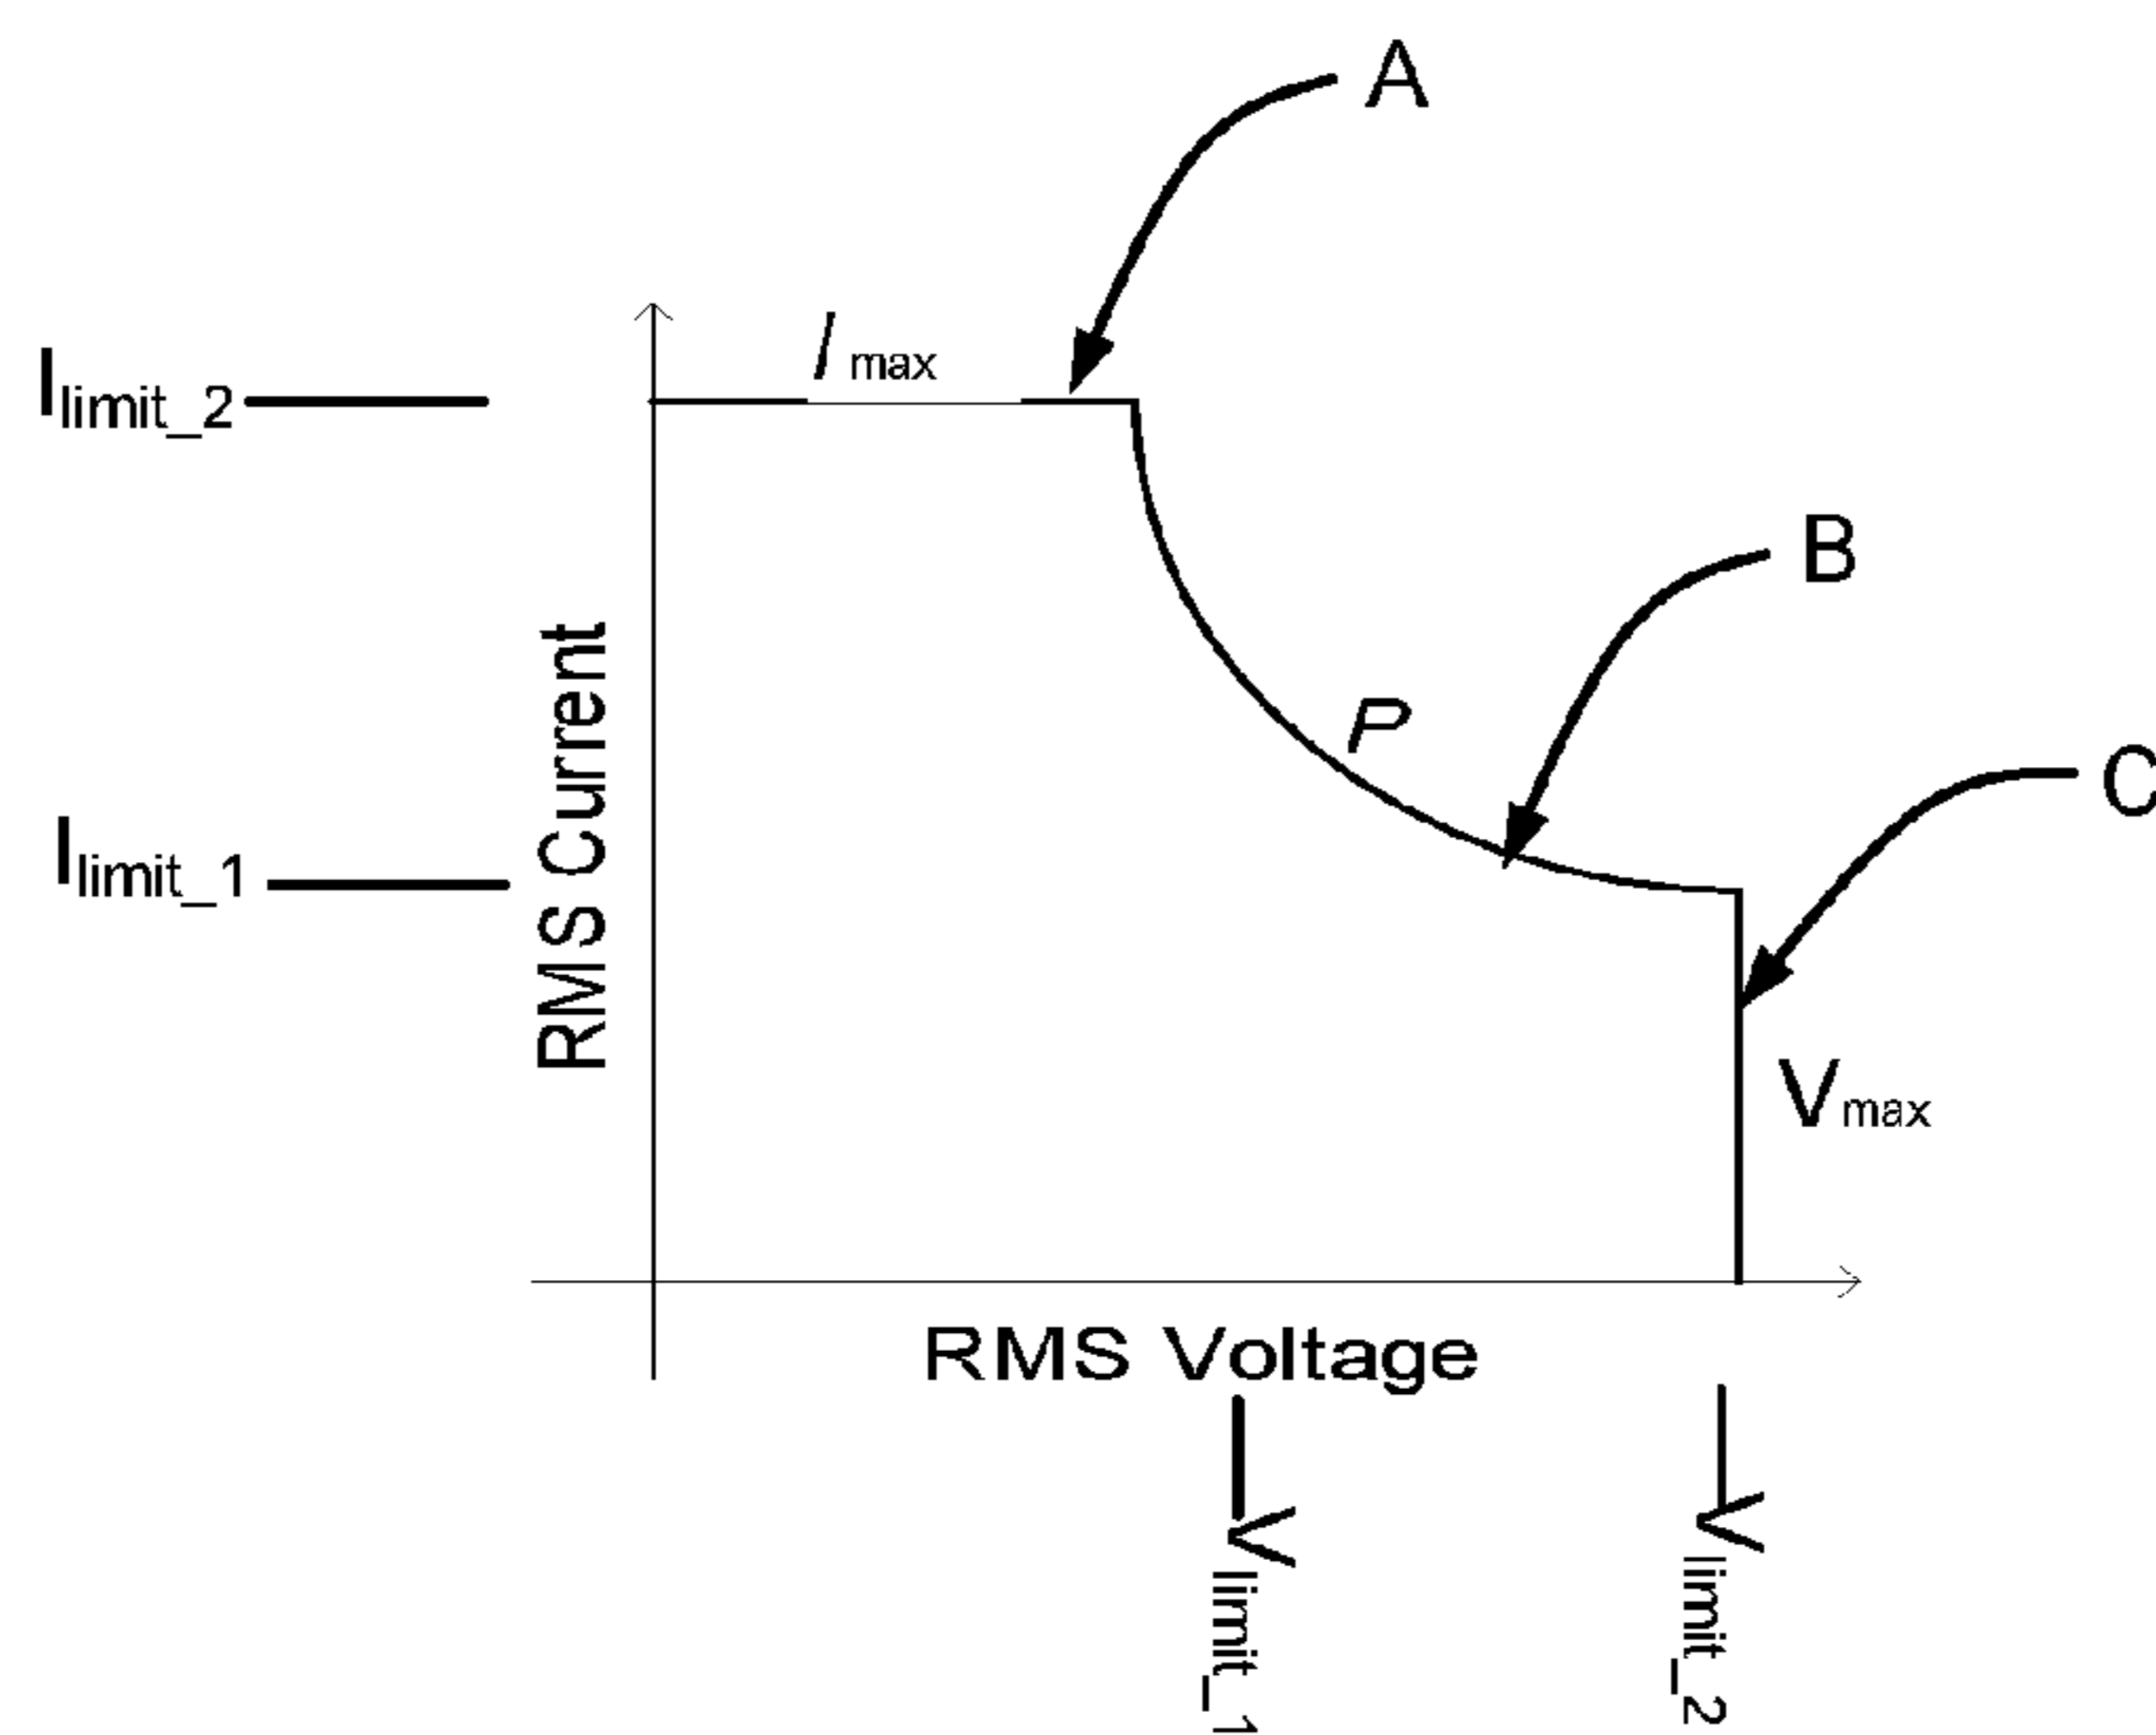 A
I max
Ilimit_2
B
RMS Current
P
C
Ilimit_1
Vmax
RMS Voltage
Vlimit_1
Vlimit_2